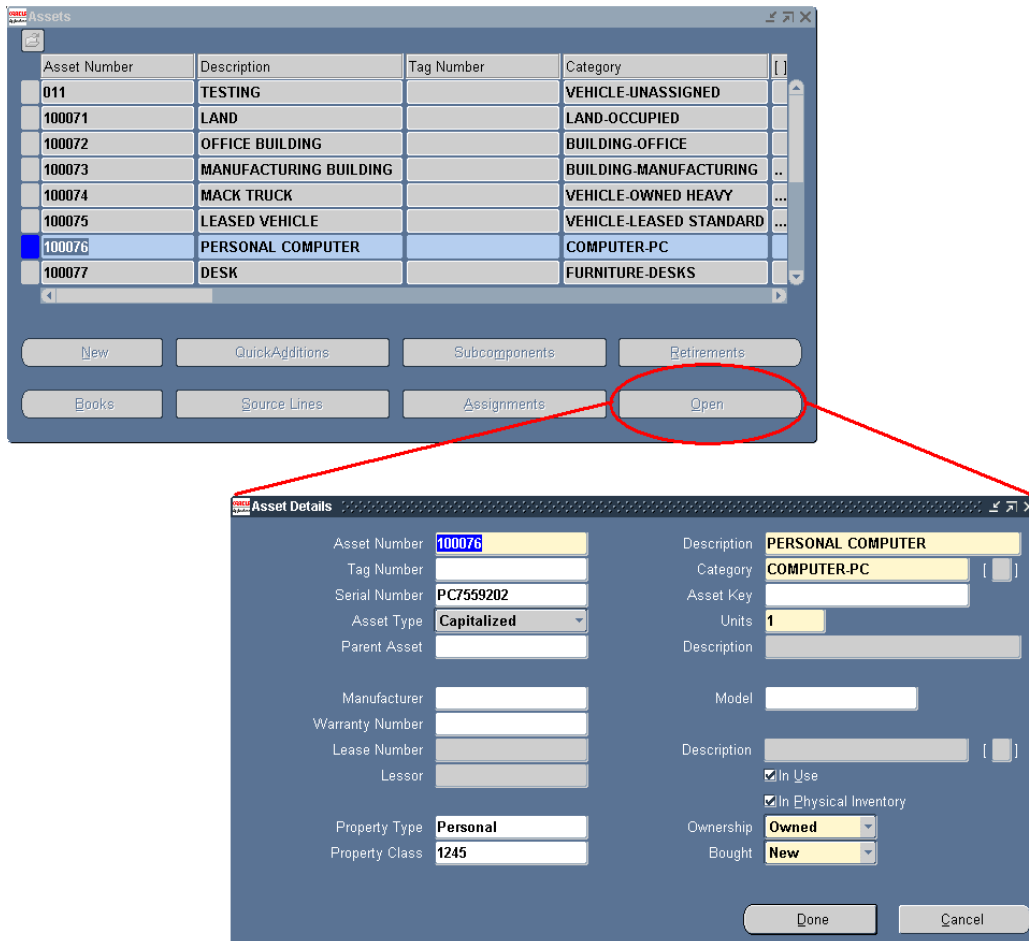 Assets
Asset Number Description Tag Number Category [ ]
011 TESTING VEHICLE-UNASSIGNED
100071 LAND LAND-OCCUPIED
100072 OFFICE BUILDING BUILDING-OFFICE
100073 MANUFACTURING BUILDING BUILDING-MANUFACTURING ..
100074 MACK TRUCK VEHICLE-OWNED HEAVY ...
100075 LEASED VEHICLE VEHICLE-LEASED STANDARD ...
100076 PERSONAL COMPUTER COMPUTER-PC
100077 DESK FURNITURE-DESKS
New QuickAdditions Subcomponents Retirements
Books Source Lines Assignments Open
Asset Details
Asset Number 100076 Description PERSONAL COMPUTER
Tag Number Category COMPUTER-PC [ ]
Serial Number PC7559202 Asset Key
Asset Type Capitalized Units 1
Parent Asset Description
Manufacturer Model
Warranty Number
Lease Number Description [ ]
Lessor In Use
In Physical Inventory
Property Type Personal Ownership Owned
Property Class 1245 Bought New
Done Cancel